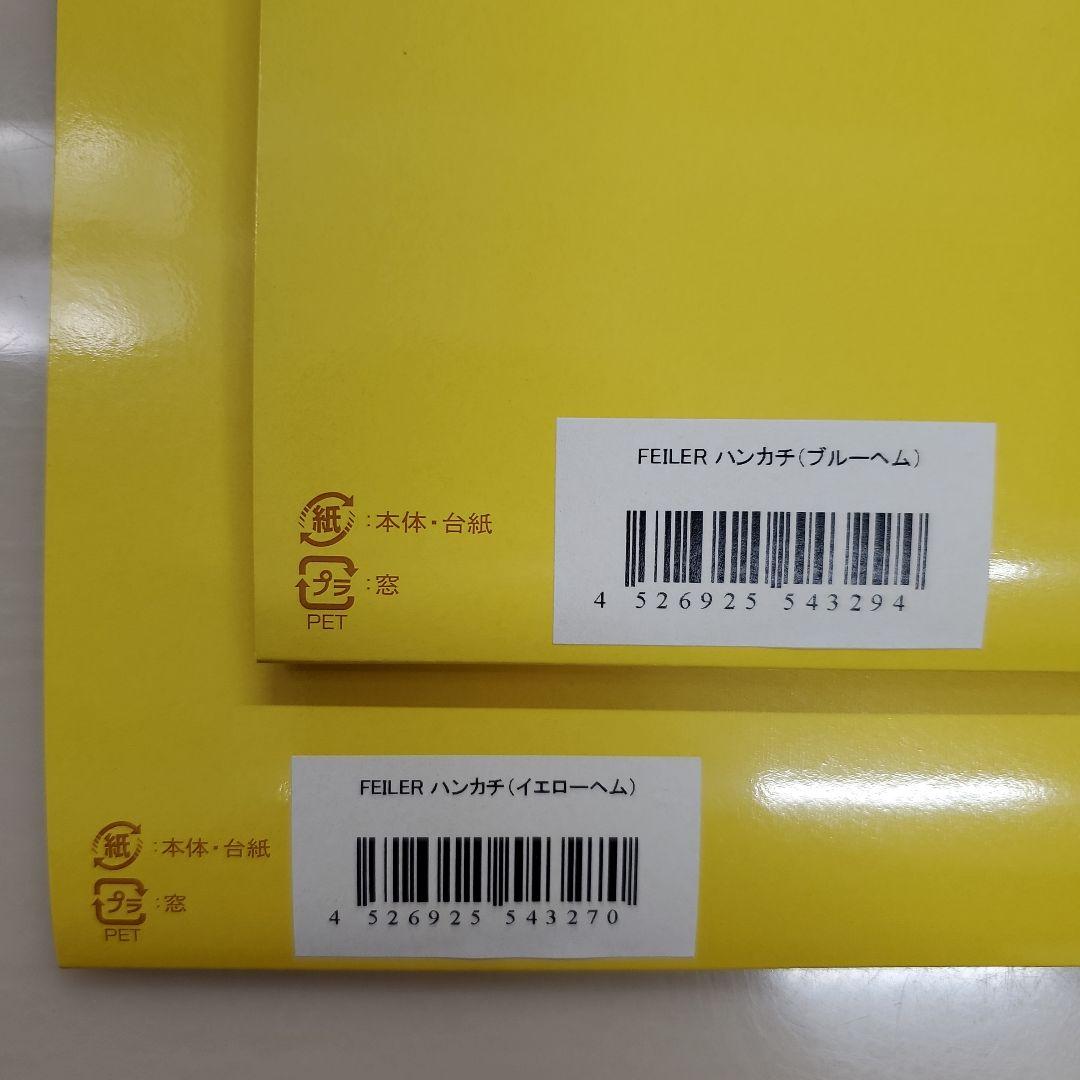 FEILER ハンカチ(ブルーヘム)
4 526925 543294
紙 :本体・台紙
プラ :窓
PET
FEILER ハンカチ(イエローヘム)
4 526925 543270
紙 :本体・台紙
プラ :窓
PET